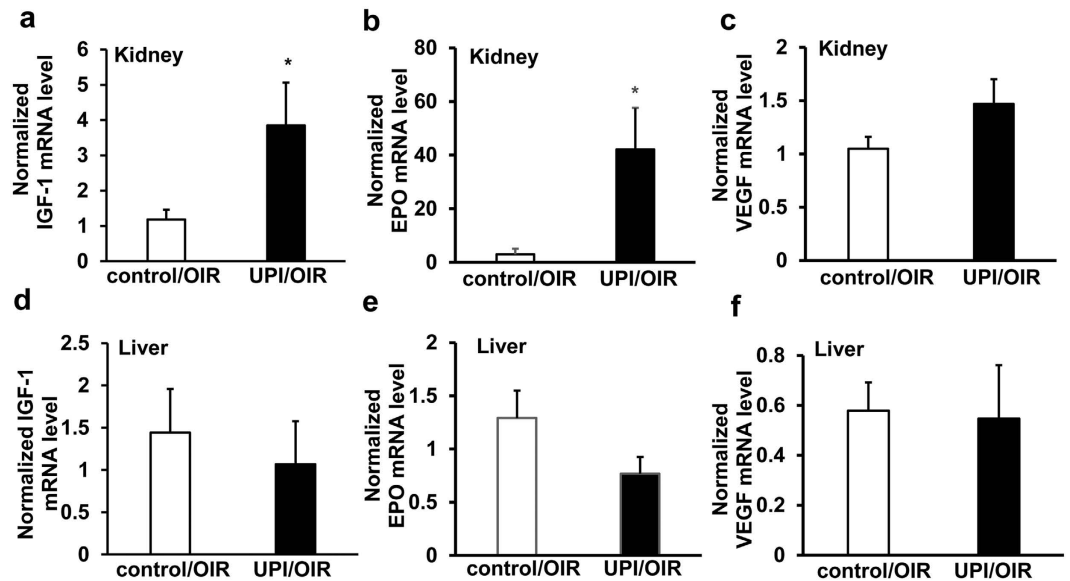 a
Normalized
IGF-1 mRNA level
6
5
4
3
2
1
0
Kidney
*
control/OIR
UPI/OIR
b
Normalized
EPO mRNA level
80
60
40
20
0
Kidney
*
control/OIR
UPI/OIR
c
Normalized
VEGF mRNA level
2
1.5
1
0.5
0
Kidney
control/OIR
UPI/OIR
d
Normalized IGF-1
mRNA level
2.5
2
1.5
1
0.5
0
Liver
control/OIR
UPI/OIR
e
Normalized
EPO mRNA level
2
1.5
1
0.5
0
Liver
control/OIR
UPI/OIR
f
Normalized
VEGF mRNA level
0.8
0.6
0.4
0.2
0
Liver
control/OIR
UPI/OIR